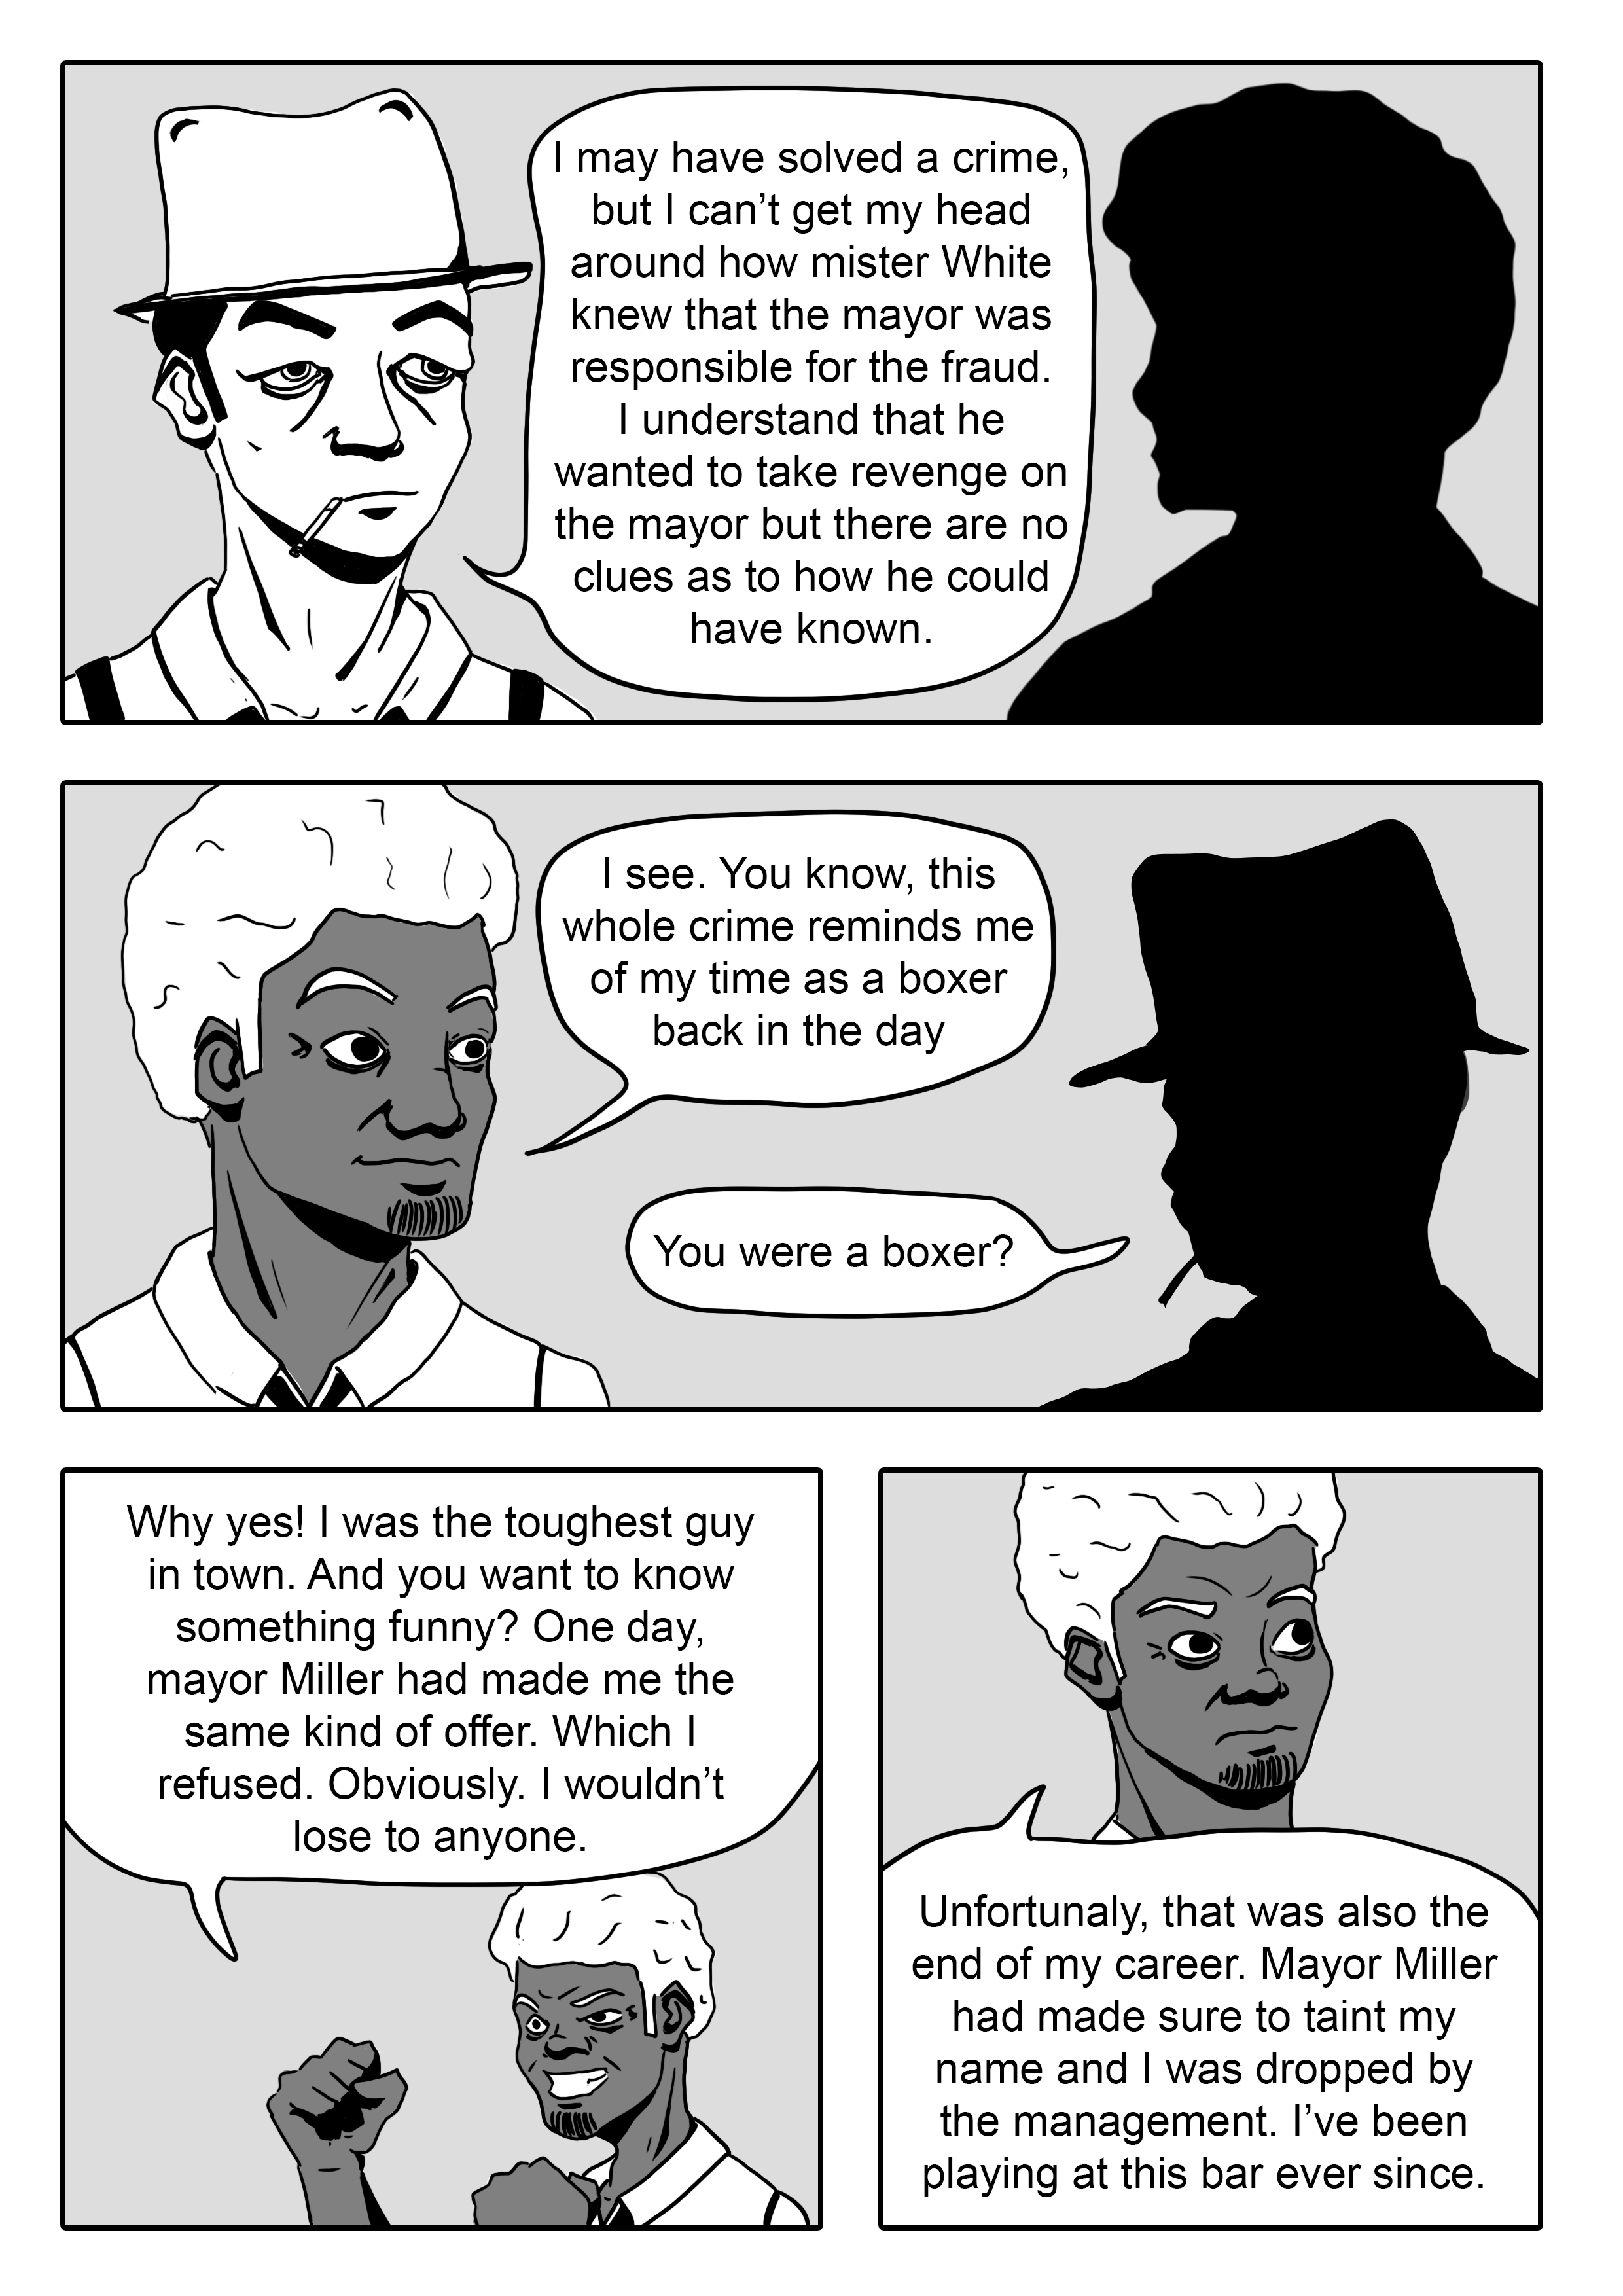 I may have solved a crime,
but I can’t get my head
around how mister White
knew that the mayor was
responsible for the fraud.
I understand that he
wanted to take revenge on
the mayor but there are no
clues as to how he could
have known.
I see. You know, this
whole crime reminds me
of my time as a boxer
back in the day
You were a boxer?
Why yes! I was the toughest guy
in town. And you want to know
something funny? One day,
mayor Miller had made me the
same kind of offer. Which I
refused. Obviously. I wouldn’t
lose to anyone.
Unfortunaly, that was also the
end of my career. Mayor Miller
had made sure to taint my
name and I was dropped by
the management. I’ve been
playing at this bar ever since.